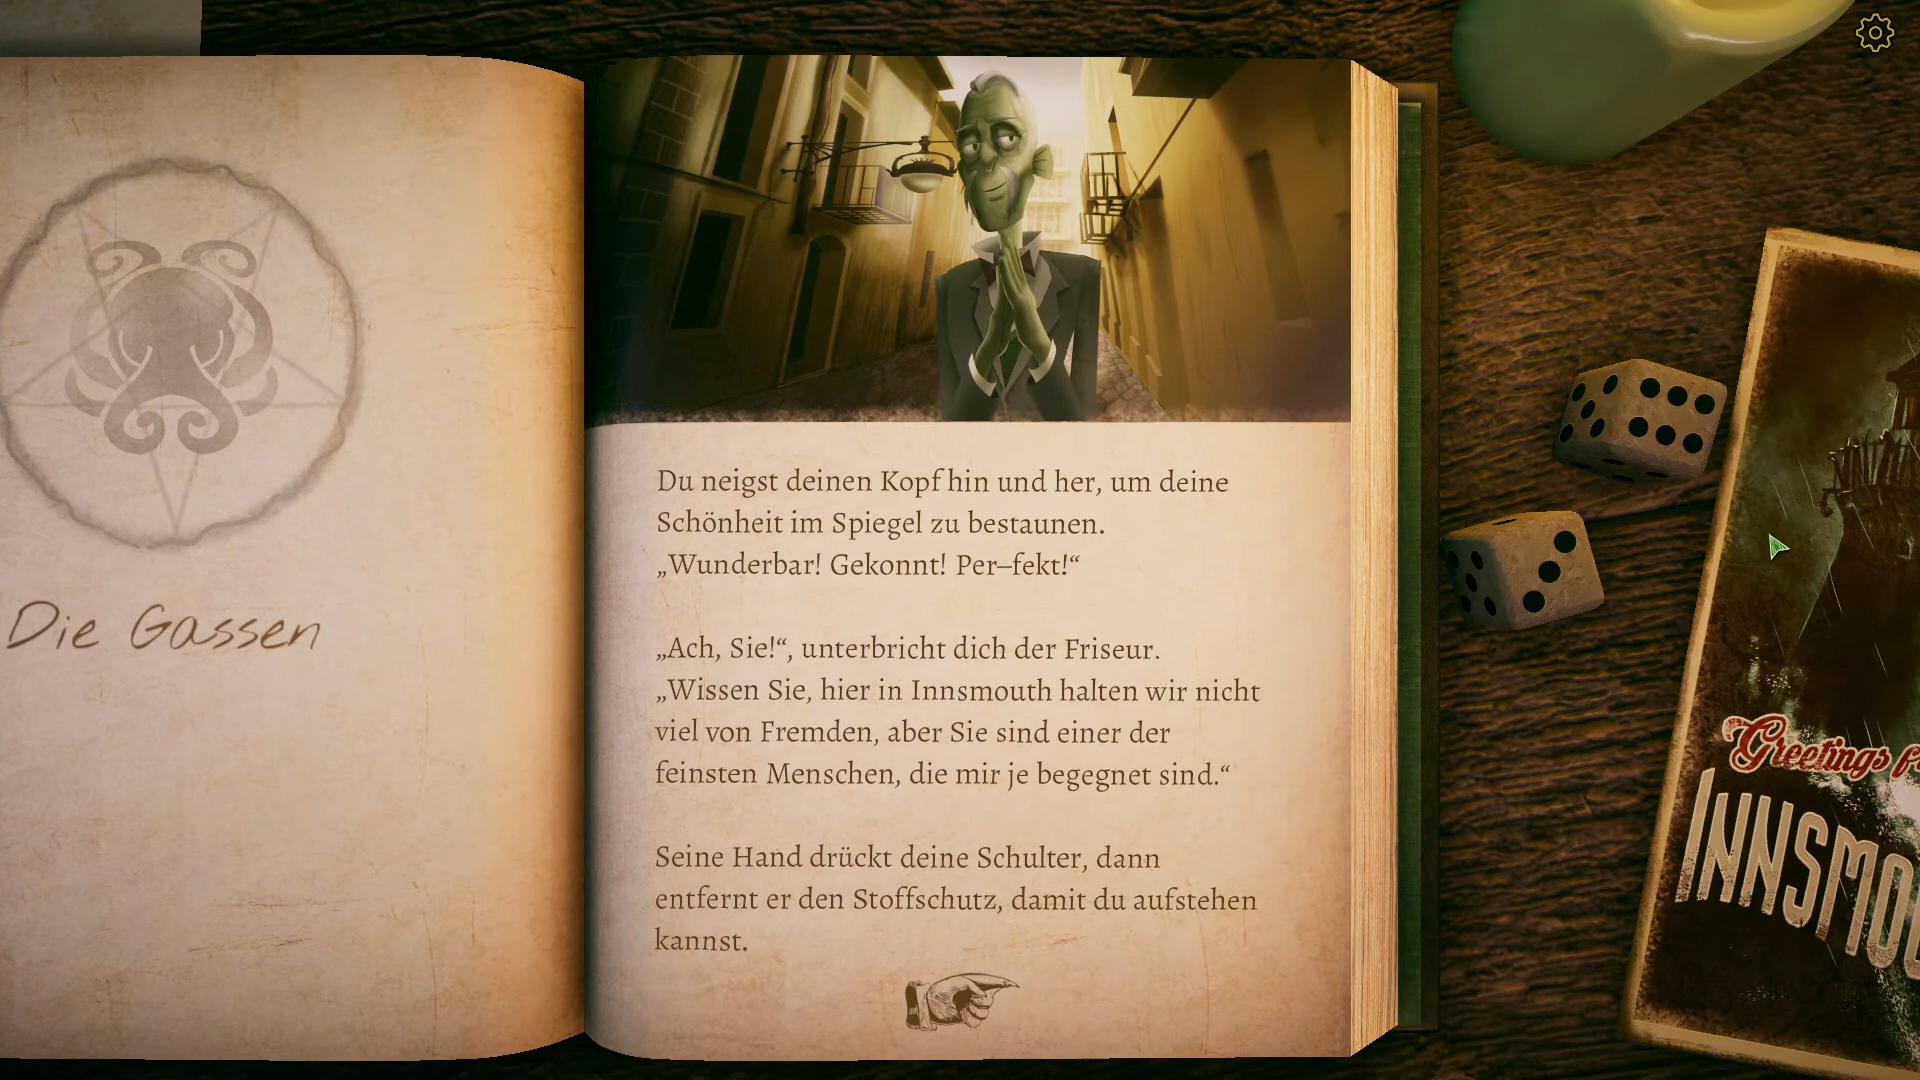 Die Gassen
Du neigst deinen Kopf hin und her, um deine
Schönheit im Spiegel zu bestaunen.
„Wunderbar! Gekonnt! Per–fekt!“
„Ach, Sie!“, unterbricht dich der Friseur.
„Wissen Sie, hier in Innsmouth halten wir nicht
viel von Fremden, aber Sie sind einer der
feinsten Menschen, die mir je begegnet sind.“
Seine Hand drückt deine Schulter, dann
entfernt er den Stoffschutz, damit du aufstehen
kannst.
Greetings